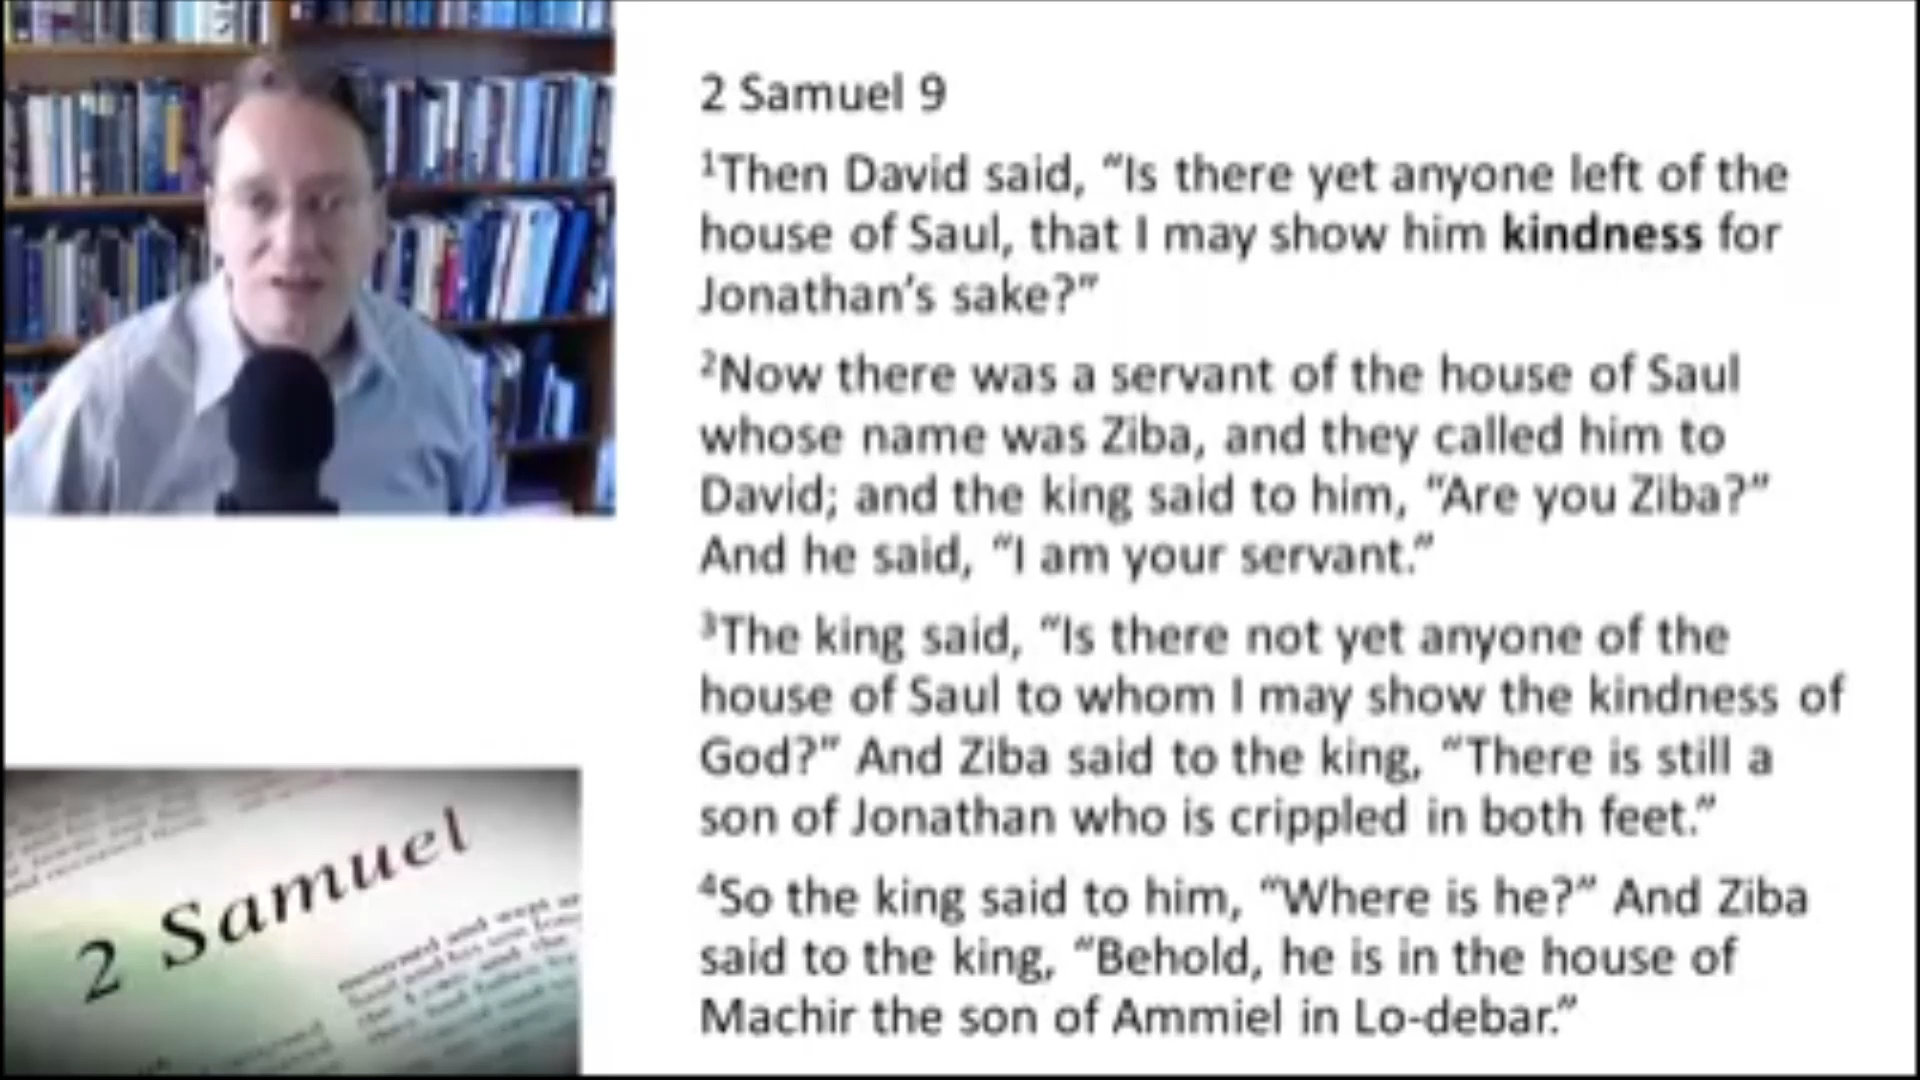 2 Samuel 9
¹Then David said, “Is there yet anyone left of the
house of Saul, that I may show him kindness for
Jonathan’s sake?”
²Now there was a servant of the house of Saul
whose name was Ziba, and they called him to
David; and the king said to him, “Are you Ziba?”
And he said, “I am your servant.”
³The king said, “Is there not yet anyone of the
house of Saul to whom I may show the kindness of
God?” And Ziba said to the king, “There is still a
son of Jonathan who is crippled in both feet.”
⁴So the king said to him, “Where is he?” And Ziba
said to the king, “Behold, he is in the house of
Machir the son of Ammiel in Lo-debar.”
2 Samuel